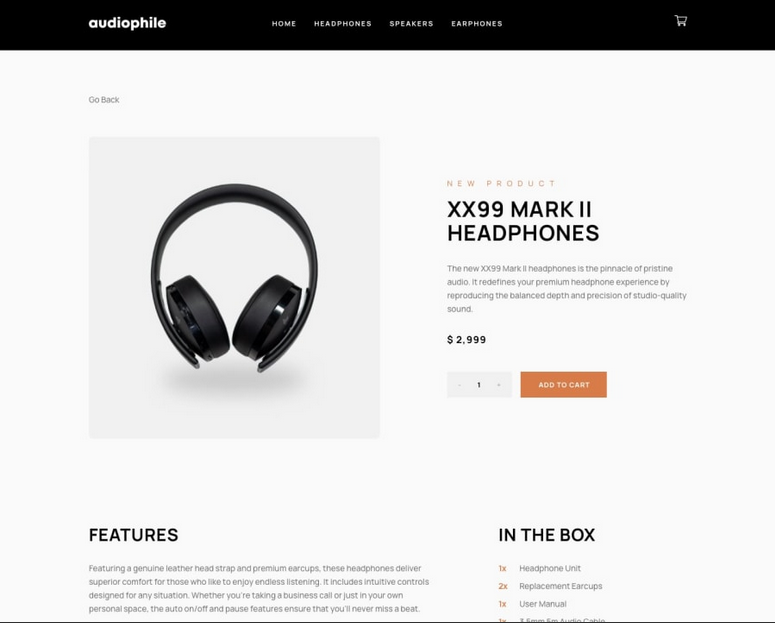 audiophile
HOME HEADPHONES SPEAKERS EARPHONES
Go Back
NEW PRODUCT
XX99 MARK II
HEADPHONES
The new XX99 Mark II headphones is the pinnacle of pristine
audio. It redefines your premium headphone experience by
reproducing the balanced depth and precision of studio-quality
sound.
$ 2,999
- 1 +
ADD TO CART
FEATURES
Featuring a genuine leather head strap and premium earcups, these headphones deliver
superior comfort for those who like to enjoy endless listening. It includes intuitive controls
designed for any situation. Whether you're taking a business call or just in your own
personal space, the auto on/off and pause features ensure that you'll never miss a beat.
IN THE BOX
1x Headphone Unit
2x Replacement Earcups
1x User Manual
1x 3.5mm 5m Audio Cable